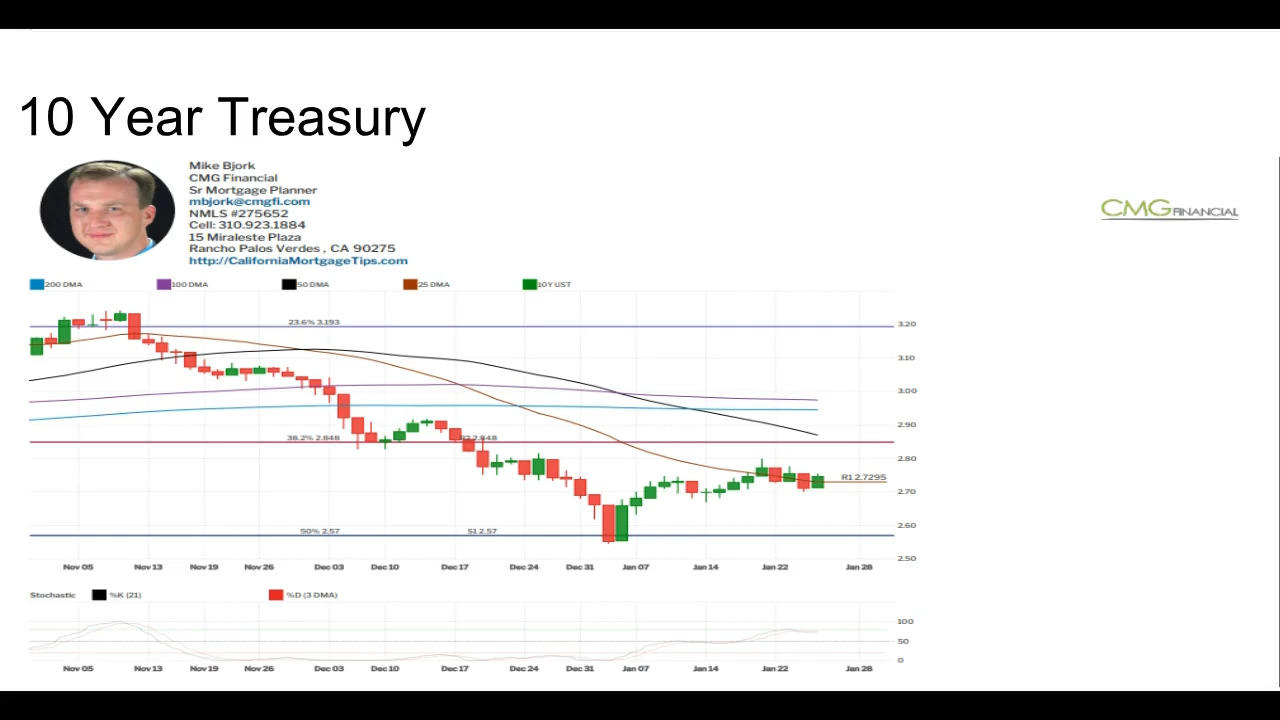 10 Year Treasury
Mike Bjork
CMG Financial
Sr Mortgage Planner
mbjork@cmgfi.com
NMLS #275652
Cell: 310.923.1884
15 Miraleste Plaza
Rancho Palos Verdes , CA 90275
http://CaliforniaMortgageTips.com
CMG FINANCIAL
200 DMA 100 DMA 50 DMA 25 DMA 10Y UST
23.6% 3.193
3.20
3.10
3.00
2.90
38.2% 2.848 R2 2.848
2.80
R1 2.7295
2.70
2.60
50% 2.57 S1 2.57
2.50
Nov 05 Nov 13 Nov 19 Nov 26 Dec 03 Dec 10 Dec 17 Dec 24 Dec 31 Jan 07 Jan 14 Jan 22 Jan 28
Stochastic %K (21) %D (3 DMA)
100
50
0
Nov 05 Nov 13 Nov 19 Nov 26 Dec 03 Dec 10 Dec 17 Dec 24 Dec 31 Jan 07 Jan 14 Jan 22 Jan 28